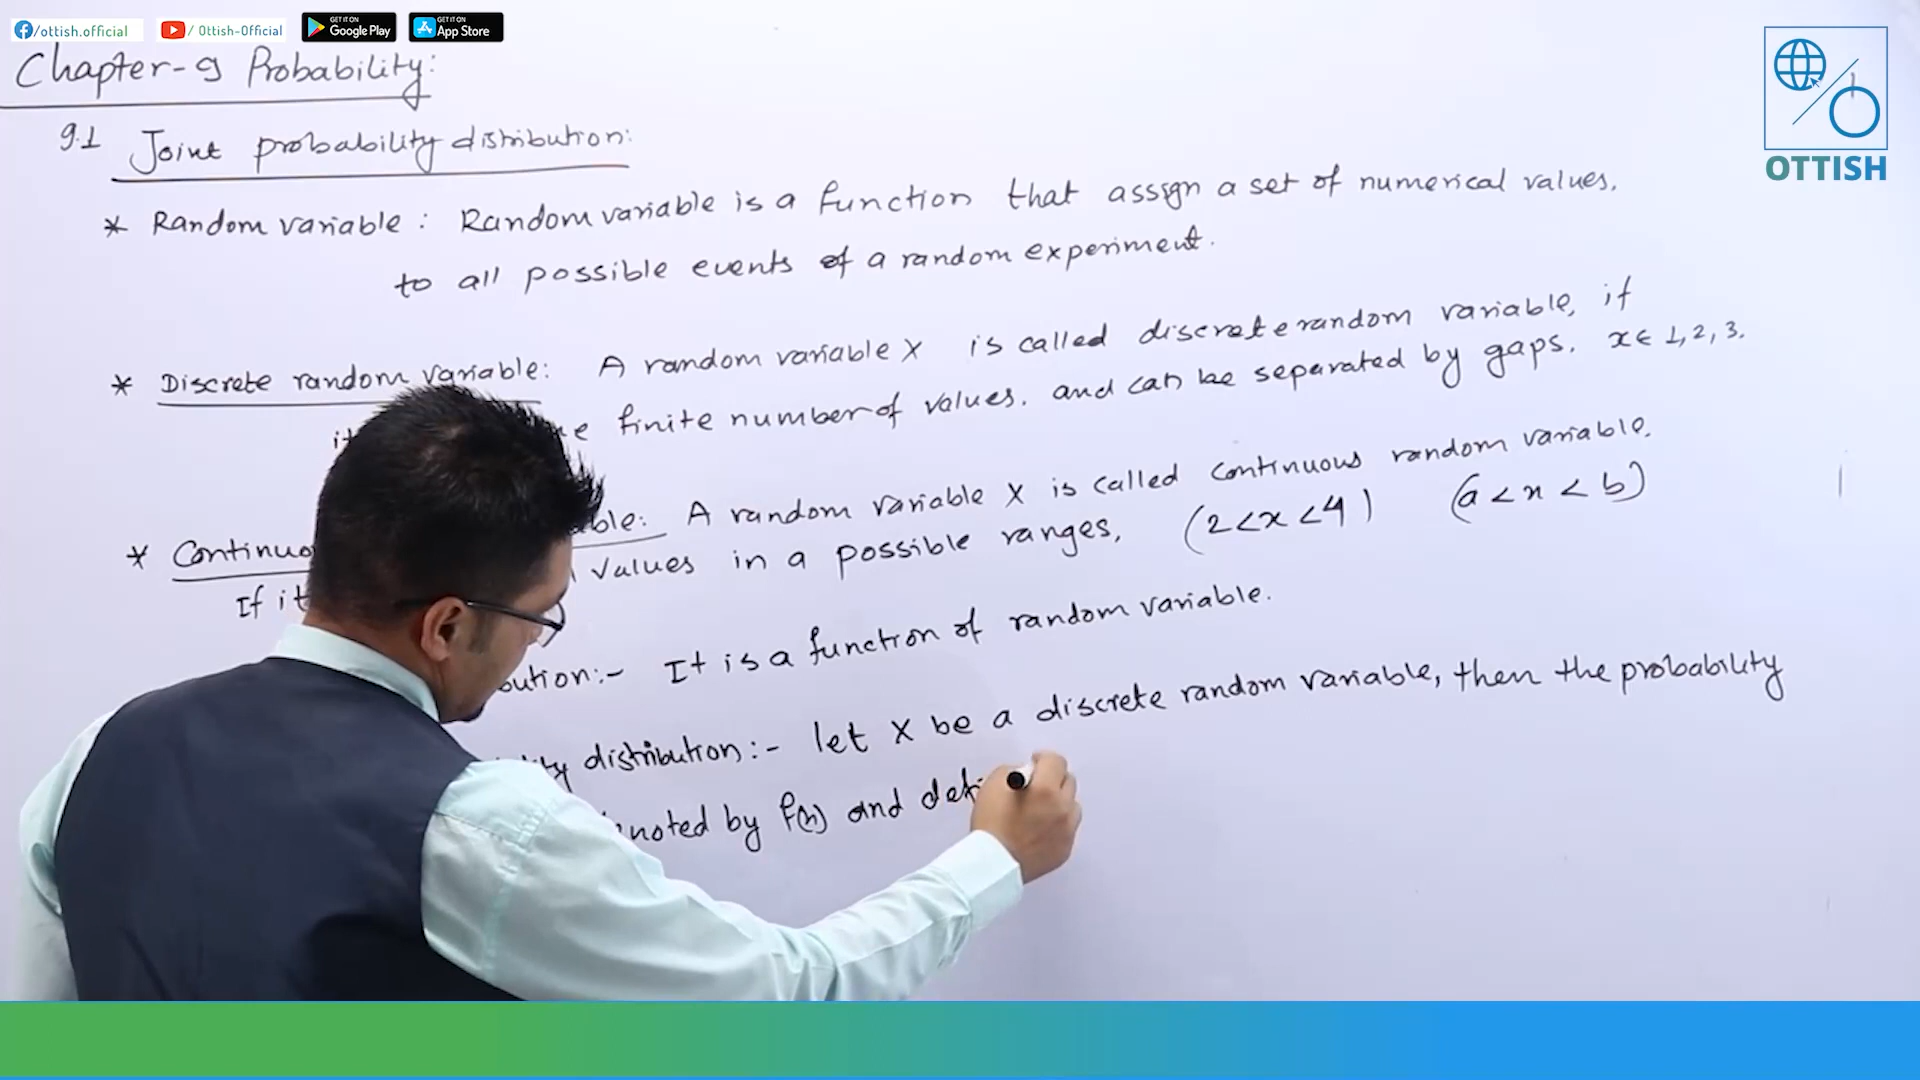 /ottish.official
/ Ottish-Official
GET IT ON Google Play
GET IT ON App Store
OTTISH
Chapter-9 Probability:
9.1 Joint probability distribution:
* Random variable : Random variable is a function that assign a set of numerical values,
to all possible events of a random experiment.
* Discrete random variable: A random variable X is called discrete random variable, if
it finite number of values. and can be separated by gaps. x∈ 1,2,3.
* Continuo ble: A random variable X is called continuous random variable.
If it values in a possible ranges, (2<x<4) (a<x<b)
bution:- It is a function of random variable.
ty distribution:- let X be a discrete random variable, then the probability
noted by f(x) and defi